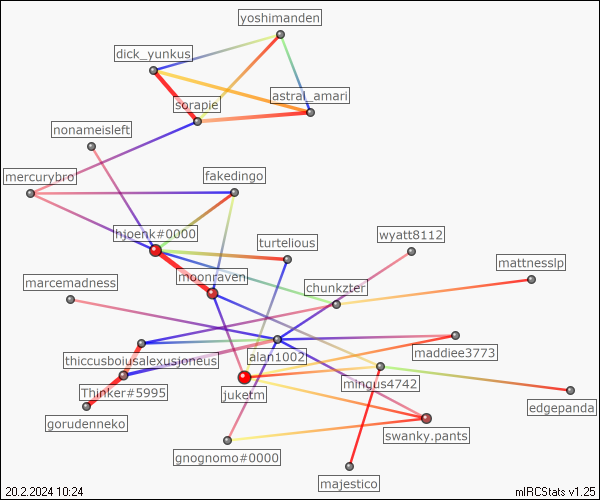 yoshimanden
dick_yunkus
astral_amari
sorapie
nonameisleft
mercurybro
fakedingo
hjoenk#0000
wyatt8112
turtelious
mattnesslp
moonraven
marcemadness
chunkzter
maddiee3773
alan1002
thiccusboiusalexusjoneus
mingus4742
Thinker#5995
juketm
edgepanda
gorudenneko
swanky.pants
gnognomo#0000
majestico
20.2.2024 10:24
mIRCStats v1.25